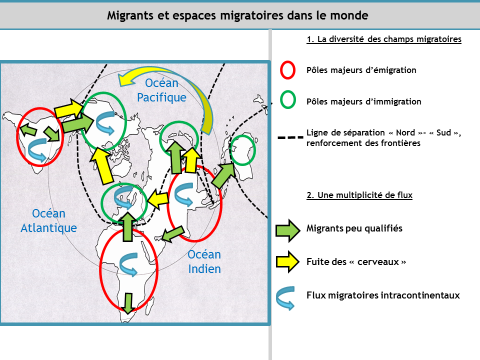 Migrants et espaces migratoires dans le monde
1. La diversité des champs migratoires
Pôles majeurs d'émigration
Pôles majeurs d'immigration
Ligne de séparation « Nord »- « Sud »,
renforcement des frontières
2. Une multiplicité de flux
Migrants peu qualifiés
Fuite des « cerveaux »
Flux migratoires intracontinentaux
Océan
Pacifique
Océan
Atlantique
Océan
Indien